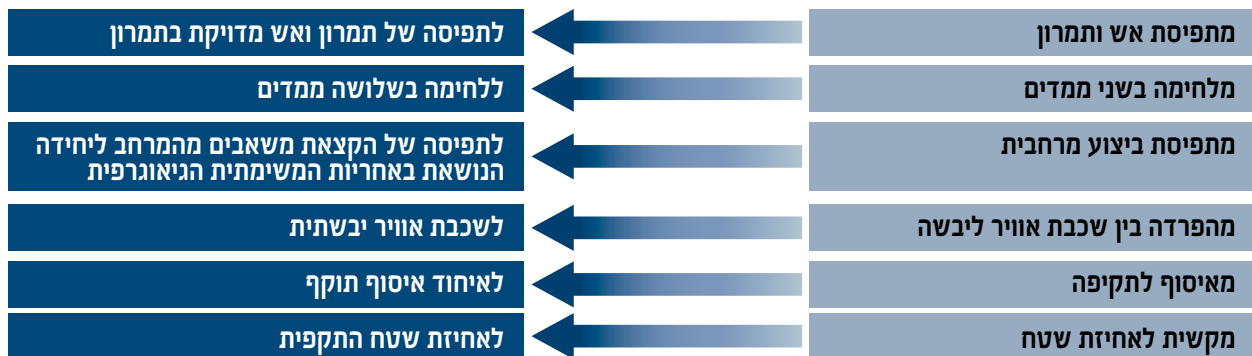 מתפיסת אש ותמרון
לתפיסה של תמרון ואש מדויקת בתמרון
מלחימה בשני ממדים
ללחימה בשלושה ממדים
מתפיסת ביצוע מרחבית
לתפיסה של הקצאת משאבים מהמרחב ליחידה
הנושאת באחריות המשימתית הגיאוגרפית
מהפרדה בין שכבת אוויר ליבשה
לשכבת אוויר יבשתית
מאיסוף לתקיפה
לאיחוד איסוף תוקף
מקשית לאחיזת שטח
לאחיזת שטח התקפית